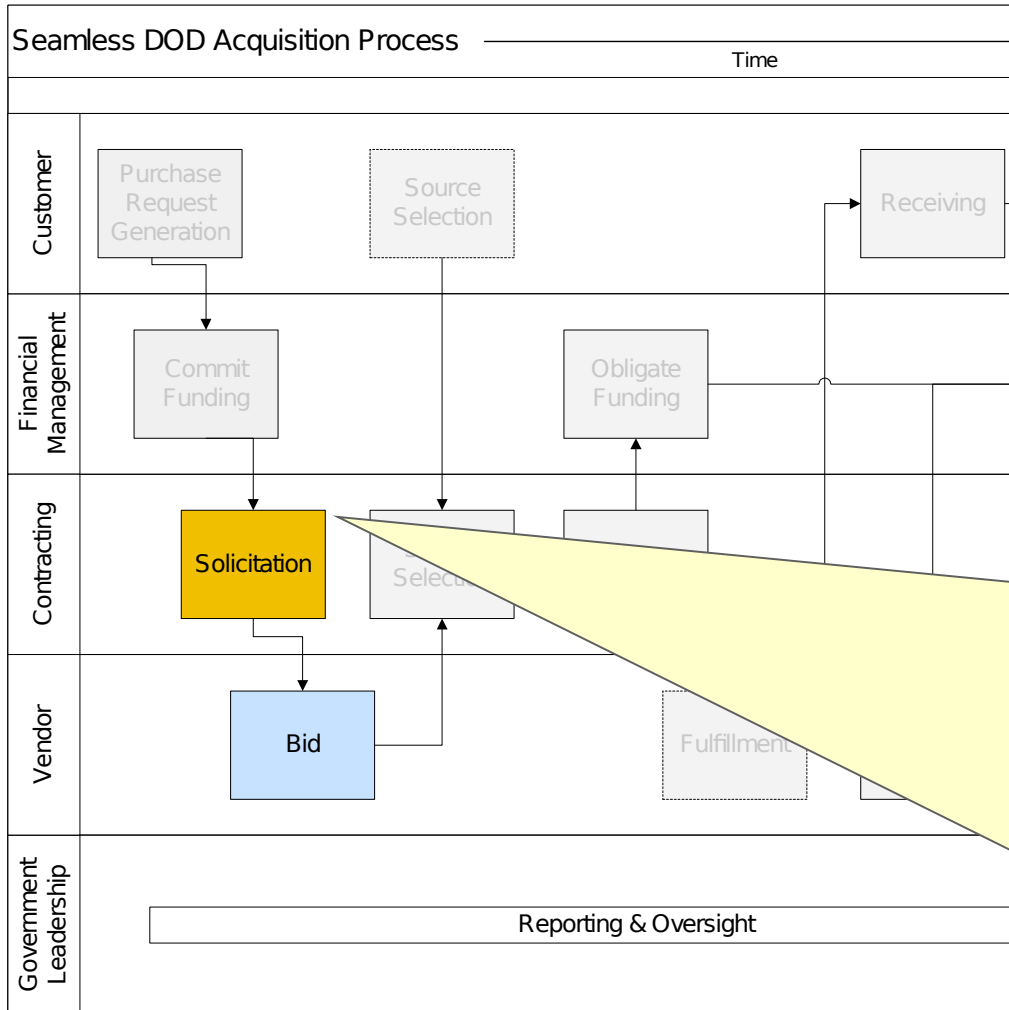 Seamless DOD Acquisition Process
Time
Customer
Purchase
Request
Generation
Source
Selection
Receiving
Financial
Management
Commit
Funding
Obligate
Funding
Contracting
Solicitation
Vendor
Bid
Fulfillment
Government
Leadership
Reporting & Oversight